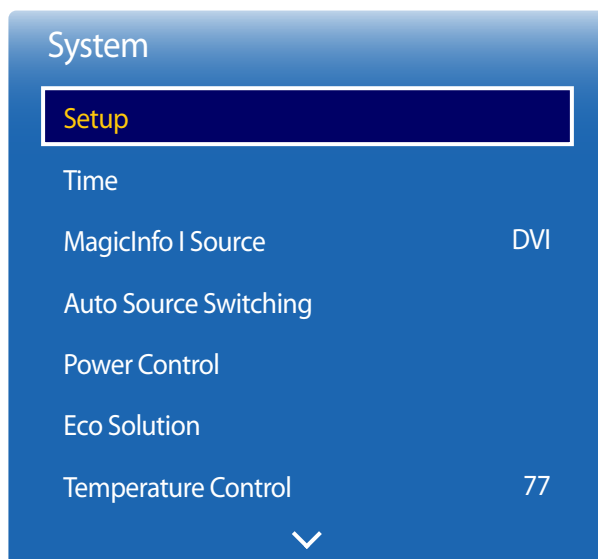 System
Setup
Time
MagicInfo I Source DVI
Auto Source Switching
Power Control
Eco Solution
Temperature Control 77